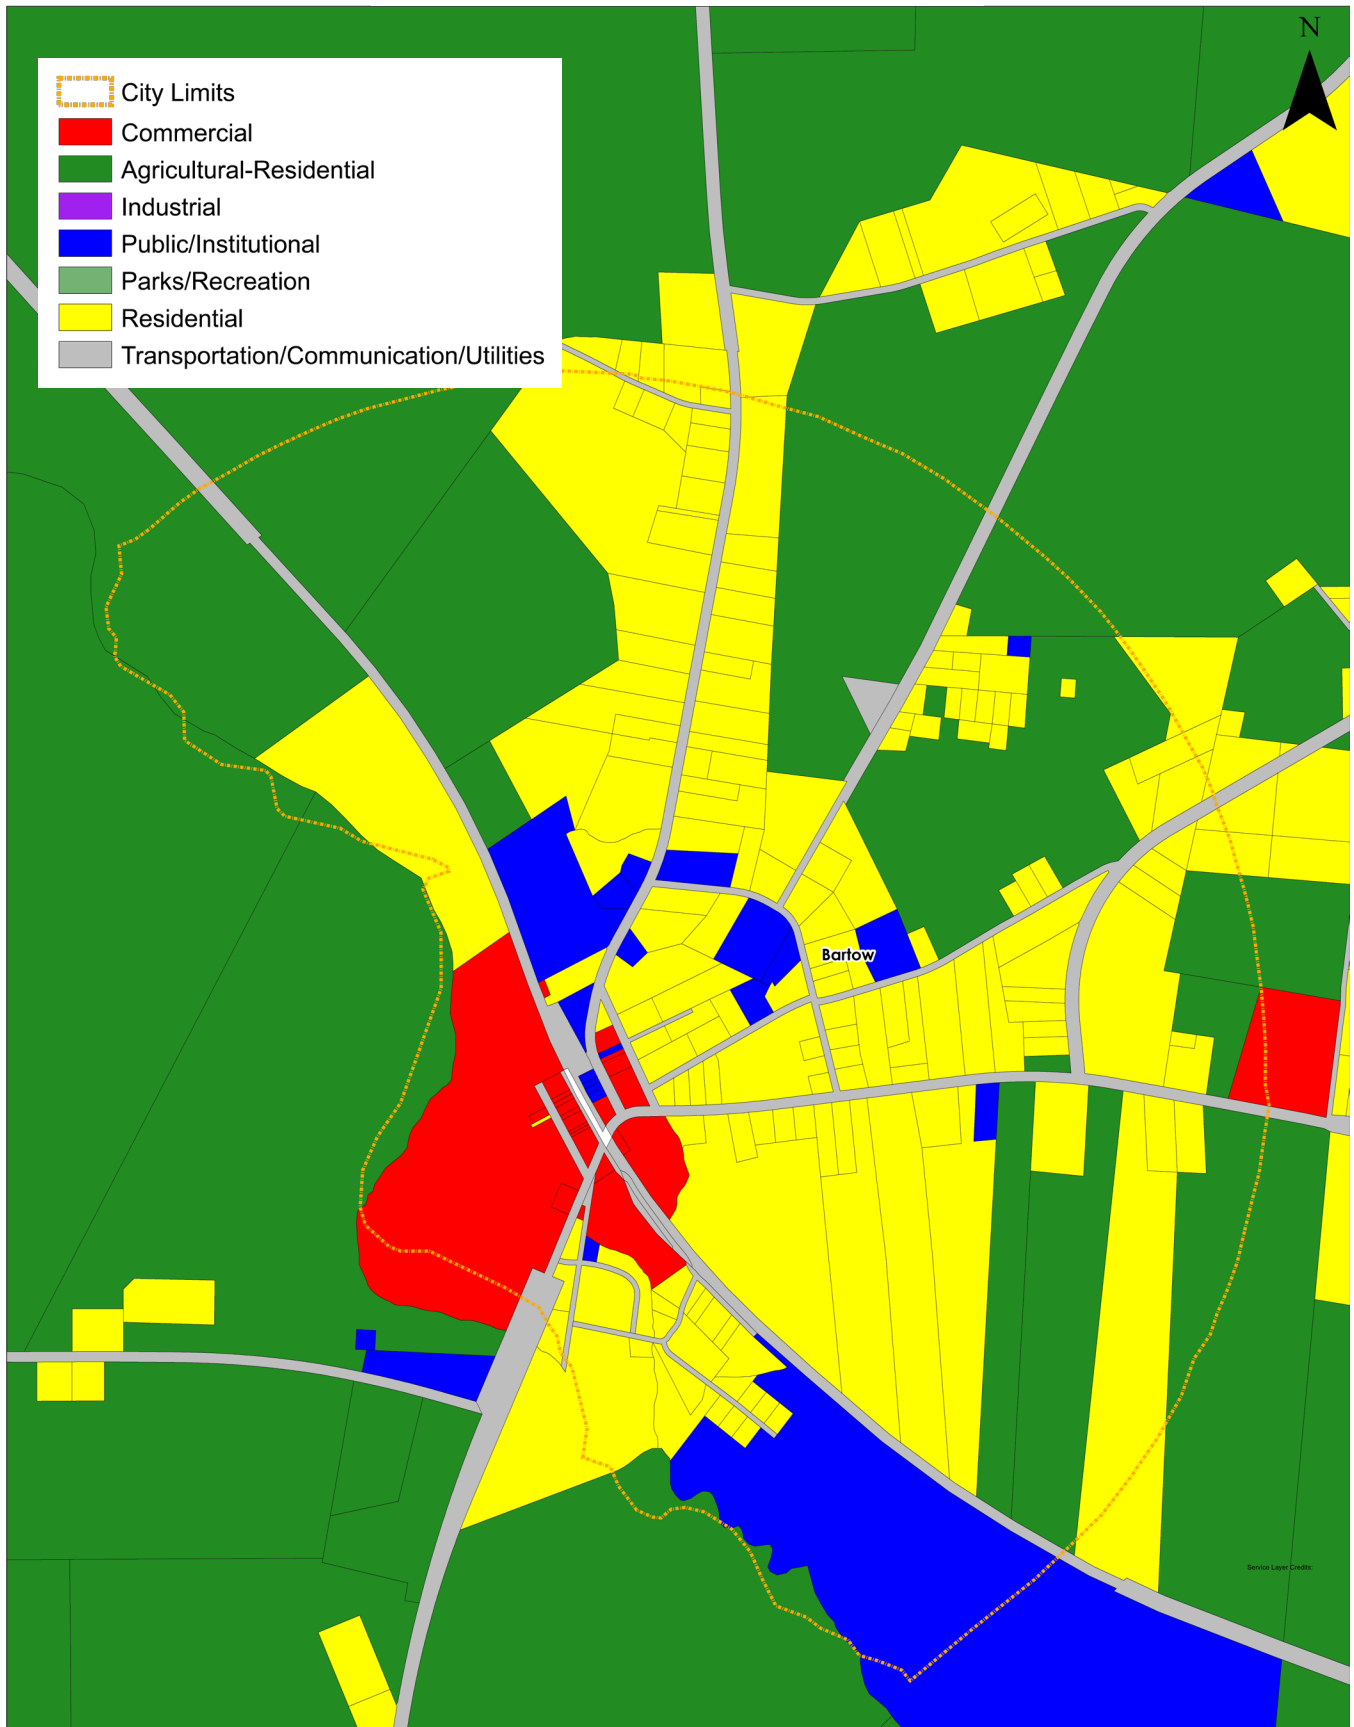 N
City Limits
Commercial
Agricultural-Residential
Industrial
Public/Institutional
Parks/Recreation
Residential
Transportation/Communication/Utilities
Bartow
Service Layer Credits: